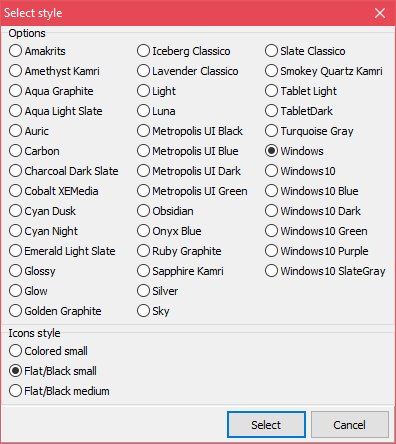 Select style
Options
Amakrits
Amethyst Kamri
Aqua Graphite
Aqua Light Slate
Auric
Carbon
Charcoal Dark Slate
Cobalt XEMedia
Cyan Dusk
Cyan Night
Emerald Light Slate
Glossy
Glow
Golden Graphite
Iceberg Classico
Lavender Classico
Light
Luna
Metropolis UI Black
Metropolis UI Blue
Metropolis UI Dark
Metropolis UI Green
Obsidian
Onyx Blue
Ruby Graphite
Sapphire Kamri
Silver
Sky
Slate Classico
Smokey Quartz Kamri
Tablet Light
TabletDark
Turquoise Gray
Windows
Windows10
Windows10 Blue
Windows10 Dark
Windows10 Green
Windows10 Purple
Windows10 SlateGray
Icons style
Colored small
Flat/Black small
Flat/Black medium
Select
Cancel